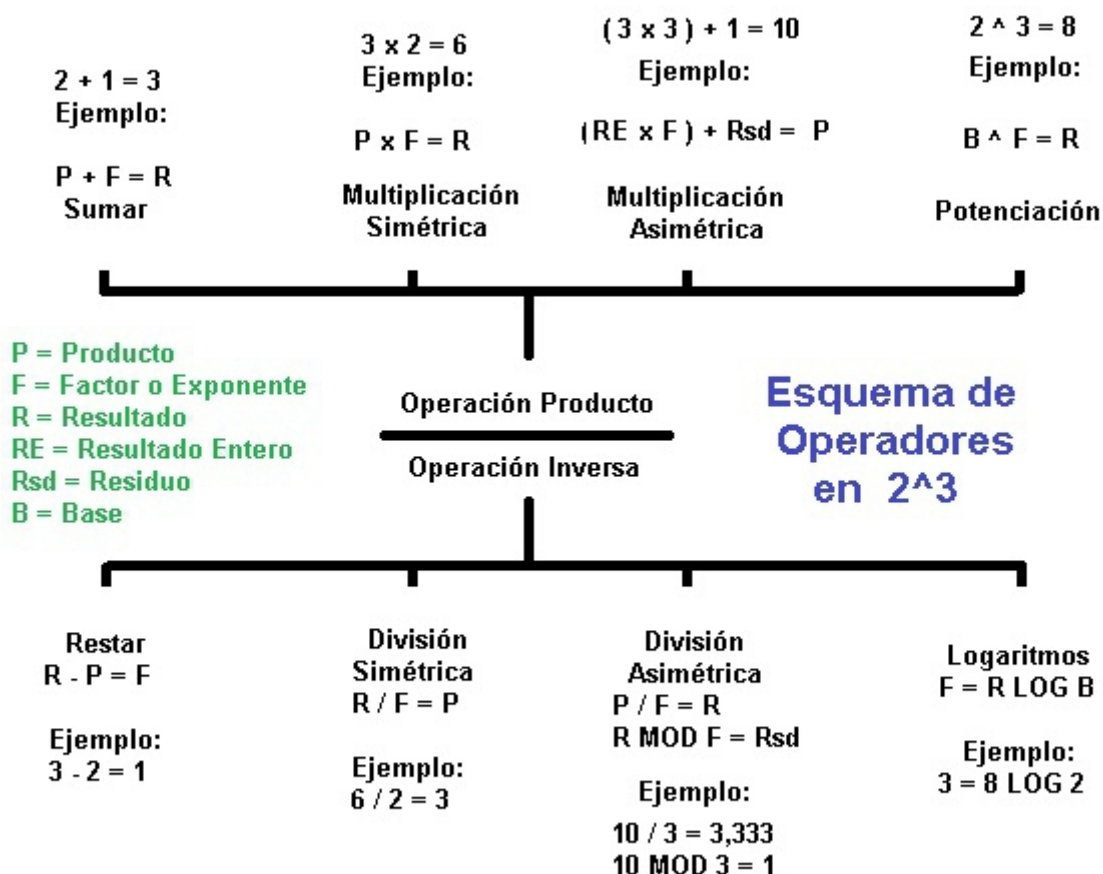 2 + 1 = 3
Ejemplo:
P + F = R
Sumar
3 x 2 = 6
Ejemplo:
P x F = R
Multiplicación
Simétrica
( 3 x 3 ) + 1 = 10
Ejemplo:
(RE x F ) + Rsd = P
Multiplicación
Asimétrica
2 ^ 3 = 8
Ejemplo:
B ^ F = R
Potenciación
P = Producto
F = Factor o Exponente
R = Resultado
RE = Resultado Entero
Rsd = Residuo
B = Base
Operación Producto
Operación Inversa
Esquema de
Operadores
en 2^3
Restar
R - P = F
Ejemplo:
3 - 2 = 1
División
Simétrica
R / F = P
Ejemplo:
6 / 2 = 3
División
Asimétrica
P / F = R
R MOD F = Rsd
Ejemplo:
10 / 3 = 3,333
10 MOD 3 = 1
Logaritmos
F = R LOG B
Ejemplo:
3 = 8 LOG 2